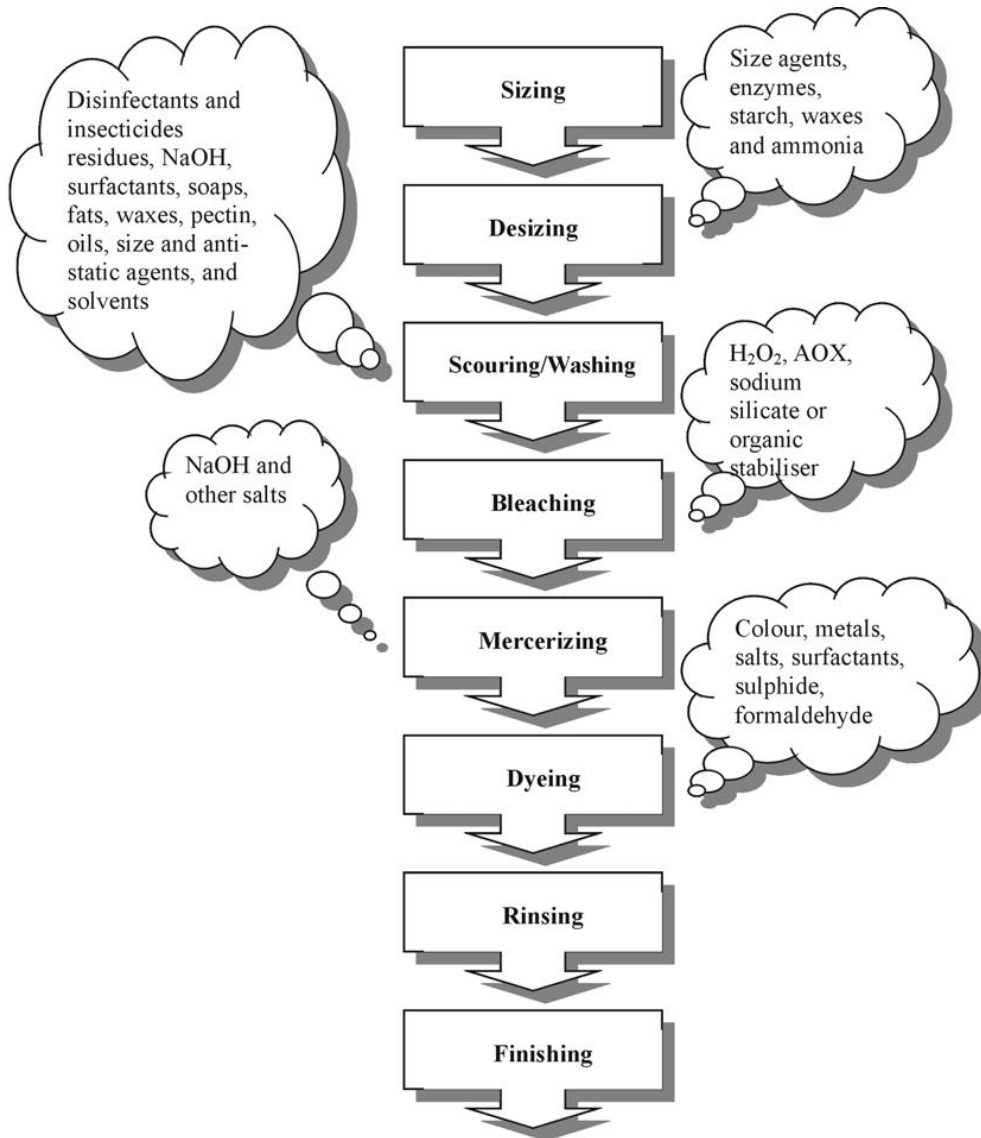 Sizing
Size agents,
enzymes,
starch, waxes
and ammonia
Disinfectants and
insecticides
residues, NaOH,
surfactants, soaps,
fats, waxes, pectin,
oils, size and anti-
static agents, and
solvents
Desizing
Scouring/Washing
H₂O₂, AOX,
sodium
silicate or
organic
stabiliser
NaOH and
other salts
Bleaching
Mercerizing
Colour, metals,
salts, surfactants,
sulphide,
formaldehyde
Dyeing
Rinsing
Finishing